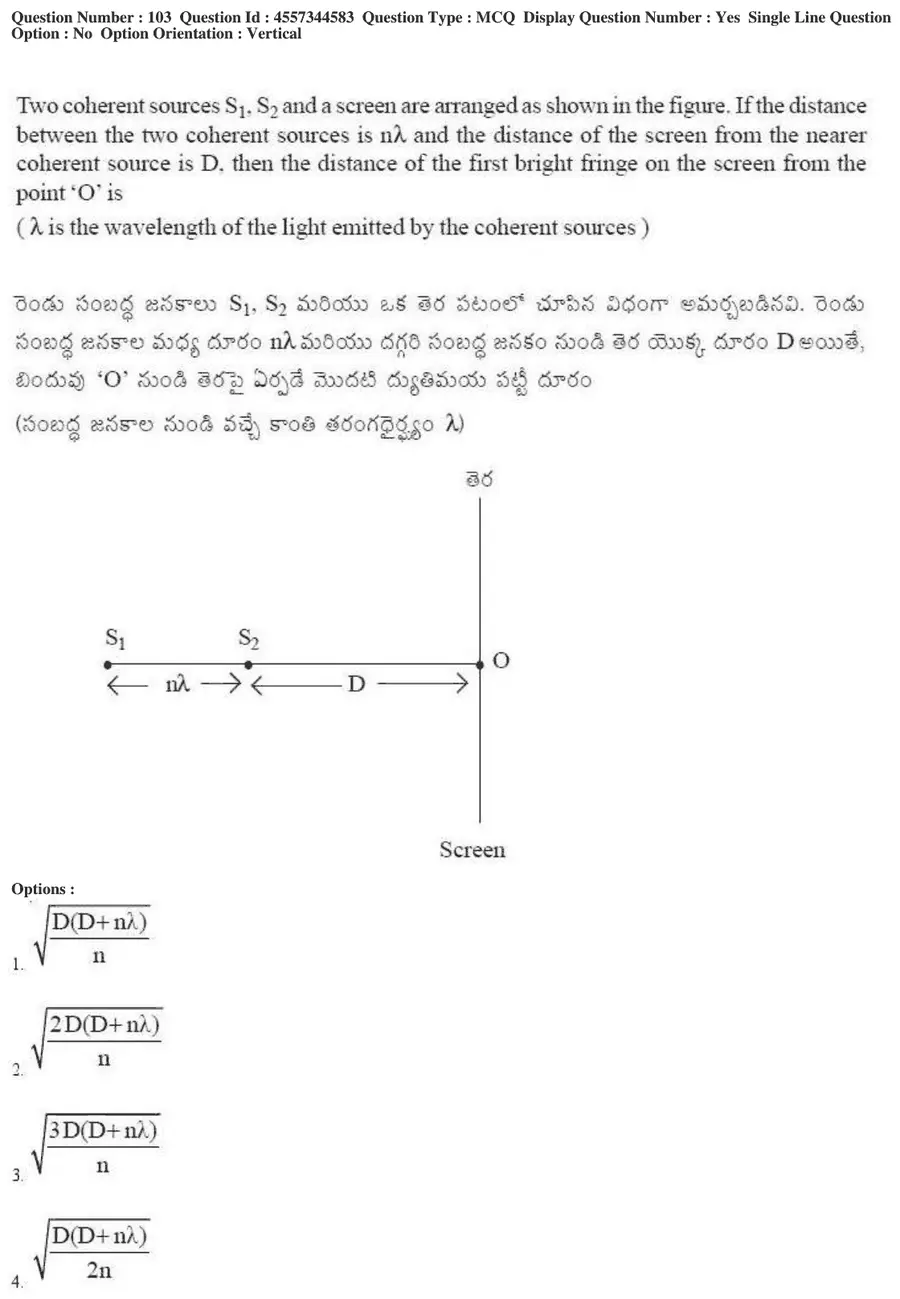 Question Number : 103 Question Id : 4557344583 Question Type : MCQ Display Question Number : Yes Single Line Question
Option : No Option Orientation : Vertical
Two coherent sources S₁, S₂ and a screen are arranged as shown in the figure. If the distance
between the two coherent sources is nλ and the distance of the screen from the nearer
coherent source is D, then the distance of the first bright fringe on the screen from the
point ‘O’ is
( λ is the wavelength of the light emitted by the coherent sources )
రెండు సంబద్ధ జనకాలు S₁, S₂ మరియు ఒక తెర పటంలో చూపిన విధంగా అమర్చబడినవి. రెండు
సంబద్ధ జనకాల మధ్య దూరం nλ మరియు దగ్గరి సంబద్ధ జనకం నుండి తెర యొక్క దూరం D అయితే,
బిందువు ‘O’ నుండి తెరపై ఏర్పడే మొదటి ద్యుతిమయ పట్టీ దూరం
(సంబద్ధ జనకాల నుండి వచ్చే కాంతి తరంగదైర్ఘ్యం λ)
తెర
S₁ S₂
O
nλ D
Screen
Options :
1. √(D(D+nλ)/n)
2. √(2D(D+nλ)/n)
3. √(3D(D+nλ)/n)
4. √(D(D+nλ)/2n)